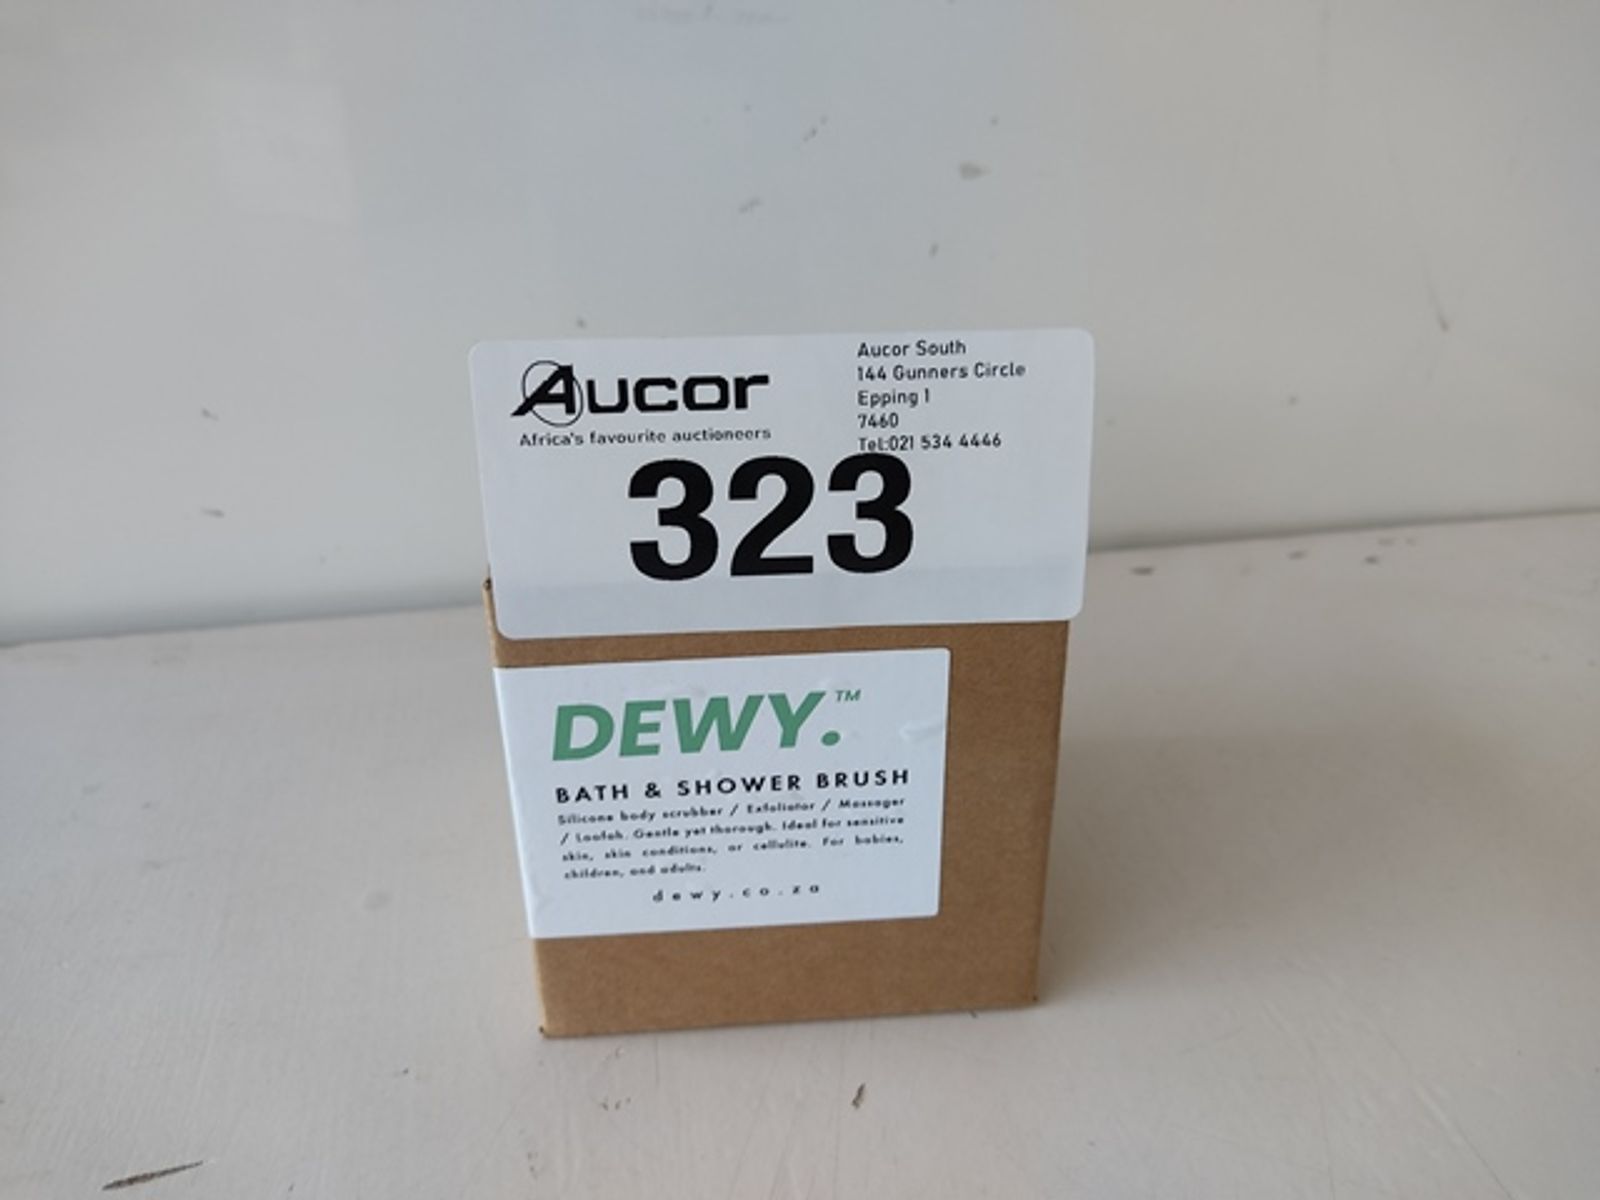 Aucor
Africa's favourite auctioneers
Aucor South
144 Gunners Circle
Epping 1
7460
Tel:021 534 4446
323
DEWY.™
BATH & SHOWER BRUSH
Silicone body scrubber / Exfoliator / Massager
/ Loofah. Gentle yet thorough. Ideal for sensitive
skin, skin conditions, or cellulite. For babies,
children, and adults.
dewy.co.za